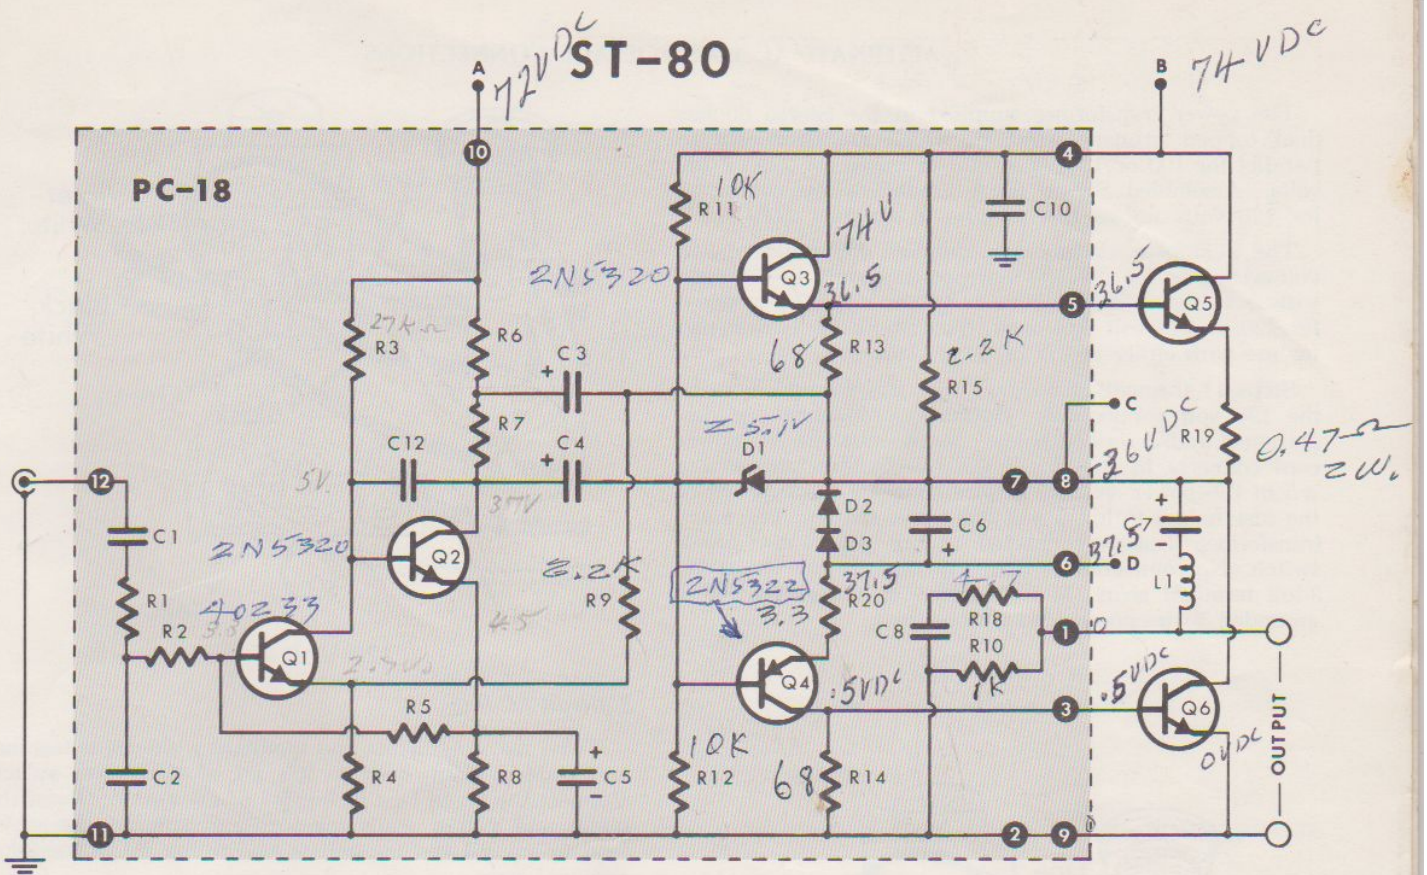 ST-80
A
72VDC
B
74VDC
10
4
PC-18
10K
R11
C10
74V
2N5320
Q3
36.5
5
36.5
Q5
27K Ω
R3
R6
C3
+
68
R13
2.2K
R15
R7
C
Z 5.1V
D1
R19
0.47Ω
2W.
C12
C4
+
12
5V
37V
7
8
36VDC
D2
C6
+
+
C7
-
C1
2N5320
Q2
D3
6
37.5
D
L1
3.2K
R9
2N5322
37.5
R20
3.3
4.7
R18
R1
40233
3.8
4.5
C8
R10
1K
1
0
R2
Q1
Q4
.5VDC
3
.5VDC
Q6
R5
0VDC
OUTPUT
C2
R4
R8
+
C5
-
10K
R12
68
R14
11
2
9